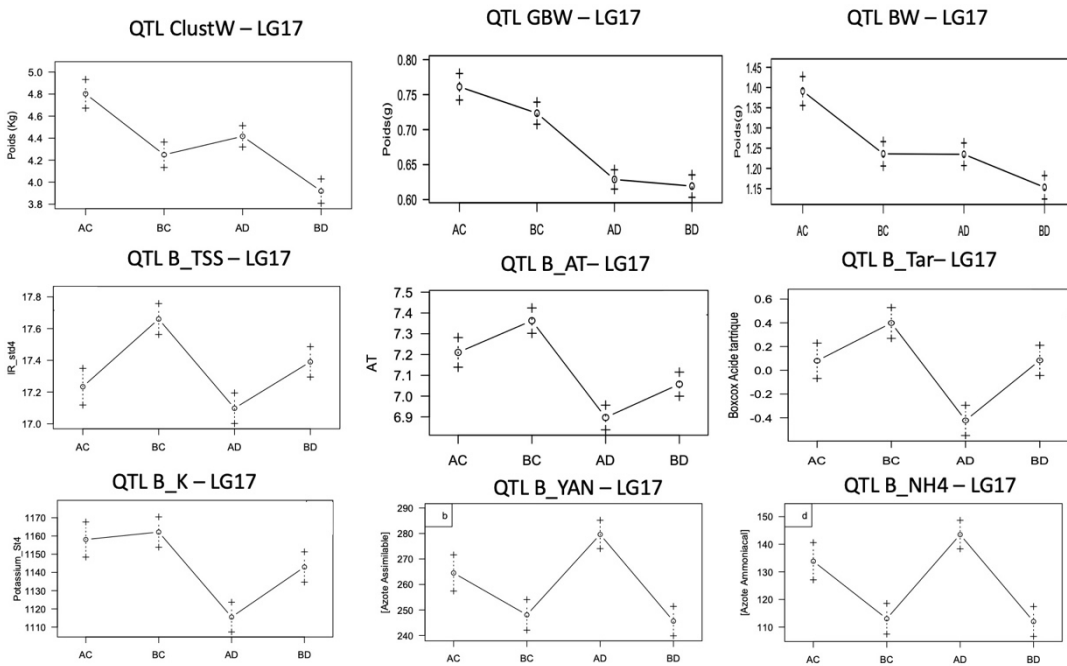 QTL ClustW – LG17
Poids (Kg)
5.0
4.8
4.4
4.0
3.8
AC BC AD BD
QTL GBW – LG17
Poids(g)
0.80
0.75
0.70
0.65
0.60
AC BC AD BD
QTL BW – LG17
Poids(g)
1.45
1.40
1.35
1.30
1.25
1.20
1.15
AC BC AD BD
QTL B_TSS – LG17
IR_std4
17.8
17.6
17.4
17.2
17.0
AC BC AD BD
QTL B_AT– LG17
AT
7.5
7.4
7.3
7.2
7.1
7.0
6.9
AC BC AD BD
QTL B_Tar– LG17
Boxcox Acide tartrique
0.6
0.4
0.2
0.0
-0.4
AC BC AD BD
QTL B_K – LG17
Potassium_St4
1170
1160
1150
1140
1130
1120
1110
AC BC AD BD
QTL B_YAN – LG17
b
[Azote Assimilable]
290
280
270
260
250
240
AC BC AD BD
QTL B_NH4 – LG17
d
[Azote Ammoniacal]
150
140
130
120
110
AC BC AD BD